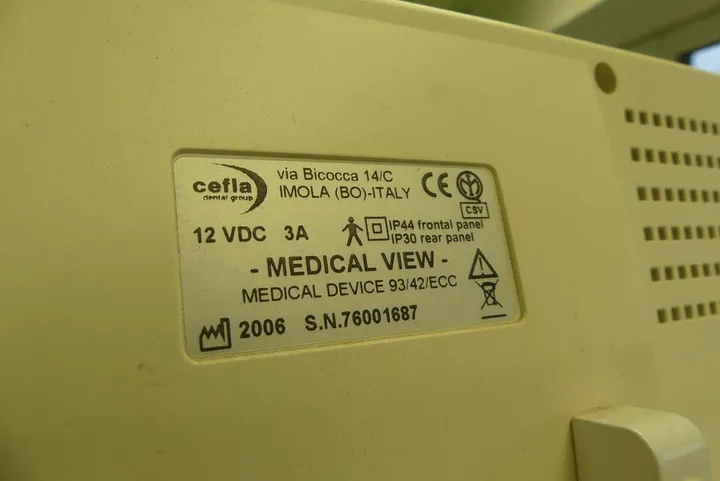 cefla
dental group
via Bicocca 14/C
IMOLA (BO)-ITALY
CE
CSV
12 VDC 3A
IP44 frontal panel
IP30 rear panel
- MEDICAL VIEW -
MEDICAL DEVICE 93/42/ECC
2006 S.N.76001687